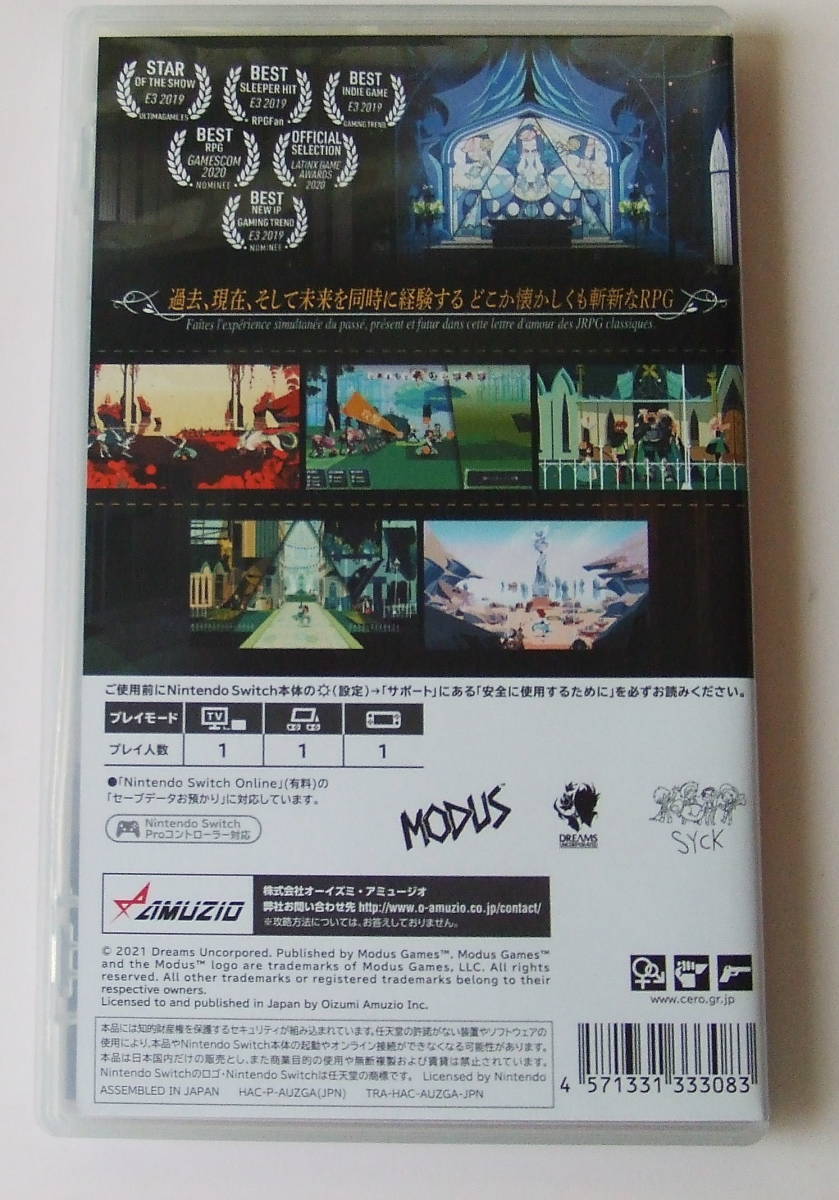 STAR
OF THE SHOW
E3 2019
ULTIMAGAME.ES
BEST
SLEEPER HIT
E3 2019
RPGFan
BEST
INDIE GAME
E3 2019
GAMING TREND
BEST
RPG
GAMESCOM
2020
NOMINEE
OFFICIAL
SELECTION
LATINX GAME
AWARDS
2020
BEST
NEW IP
GAMING TREND
E3 2019
NOMINEE
過去、現在、そして未来を同時に経験する どこか懐かしくも斬新なRPG
Faites l'expérience simultanée du passé, présent et futur dans cette lettre d'amour des JRPG classiques.
ご使用前にNintendo Switch本体の(設定)→「サポート」にある「安全に使用するために」を必ずお読みください。
プレイモード TV
プレイ人数 1 1 1
●「Nintendo Switch Online」(有料)の
「セーブデータお預かり」に対応しています。
Nintendo Switch
Proコントローラー対応
MODUS™
DREAMS
UNCORPORATED
SYCK
AMUZIO
株式会社オーイズミ・アミュージオ
弊社お問い合わせ先 http://www.o-amuzio.co.jp/contact/
※攻略方法については、お答えしておりません。
© 2021 Dreams Uncorpored. Published by Modus Games™. Modus Games™
and the Modus™ logo are trademarks of Modus Games, LLC. All rights
reserved. All other trademarks or registered trademarks belong to their
respective owners.
Licensed to and published in Japan by Oizumi Amuzio Inc.
www.cero.gr.jp
本品には知的財産権を保護するセキュリティが組み込まれています。任天堂の許諾がない装置やソフトウェアの
使用により、本品やNintendo Switch本体の起動やオンライン接続ができなくなる可能性があります。
本品は日本国内だけの販売とし、また商業目的の使用や無断複製および賃貸は禁止されています。
Nintendo Switchのロゴ・Nintendo Switchは任天堂の商標です。 Licensed by Nintendo
ASSEMBLED IN JAPAN HAC-P-AUZGA(JPN) TRA-HAC-AUZGA-JPN
4 571331 333083